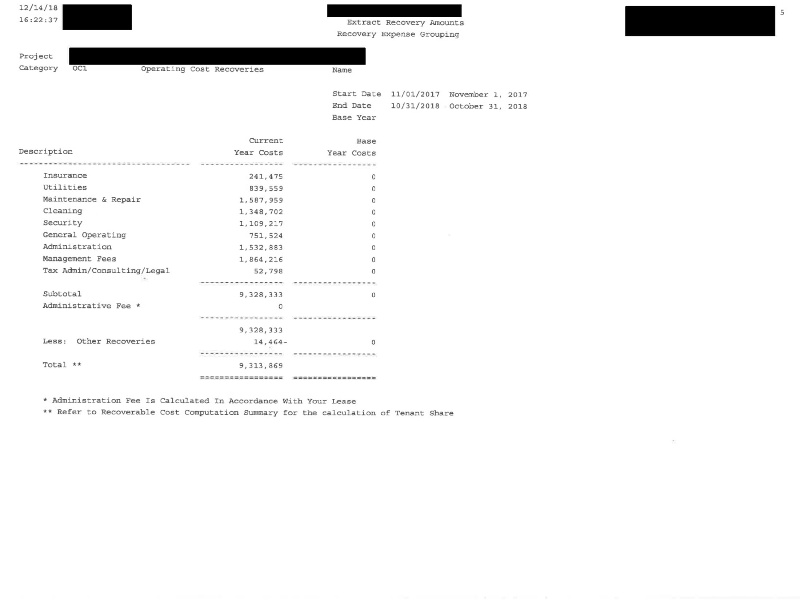 12/14/18
16:22:37
5
Extract Recovery Amounts
Recovery Expense Grouping
Project
Category OC1 Operating Cost Recoveries Name
Start Date 11/01/2017 November 1, 2017
End Date 10/31/2018 October 31, 2018
Base Year
Current Base
Description Year Costs Year Costs
Insurance 241,475 0
Utilities 839,559 0
Maintenance & Repair 1,587,959 0
Cleaning 1,348,702 0
Security 1,109,217 0
General Operating 751,524 0
Administration 1,532,883 0
Management Fees 1,864,216 0
Tax Admin/Consulting/Legal 52,798 0
Subtotal 9,328,333 0
Administrative Fee * 0
9,328,333
Less: Other Recoveries 14,464- 0
Total ** 9,313,869
* Administration Fee Is Calculated In Accordance With Your Lease
** Refer to Recoverable Cost Computation Summary for the calculation of Tenant Share